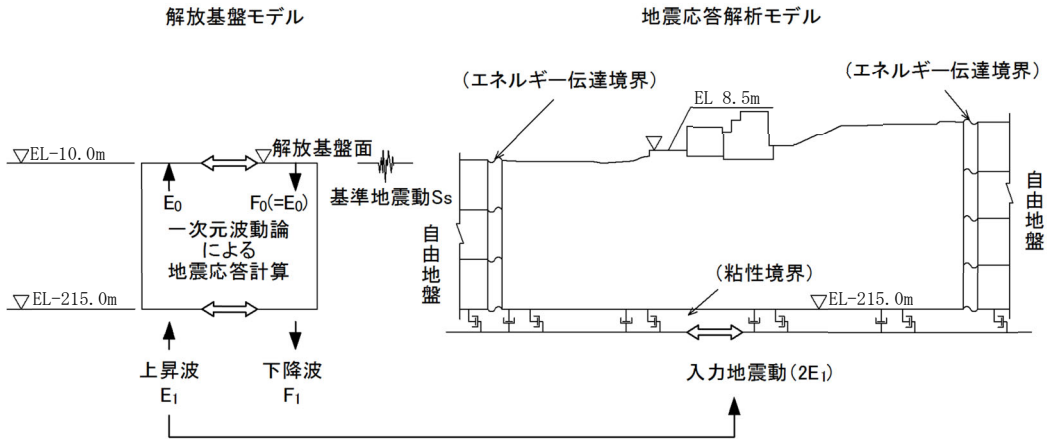 解放基盤モデル
地震応答解析モデル
(エネルギー伝達境界)
(エネルギー伝達境界)
EL 8.5m
▽EL-10.0m
解放基盤面
基準地震動Ss
E₀
F₀(=E₀)
一次元波動論
による
地震応答計算
自由地盤
自由地盤
(粘性境界)
▽EL-215.0m
▽EL-215.0m
上昇波
E₁
下降波
F₁
入力地震動(2E₁)